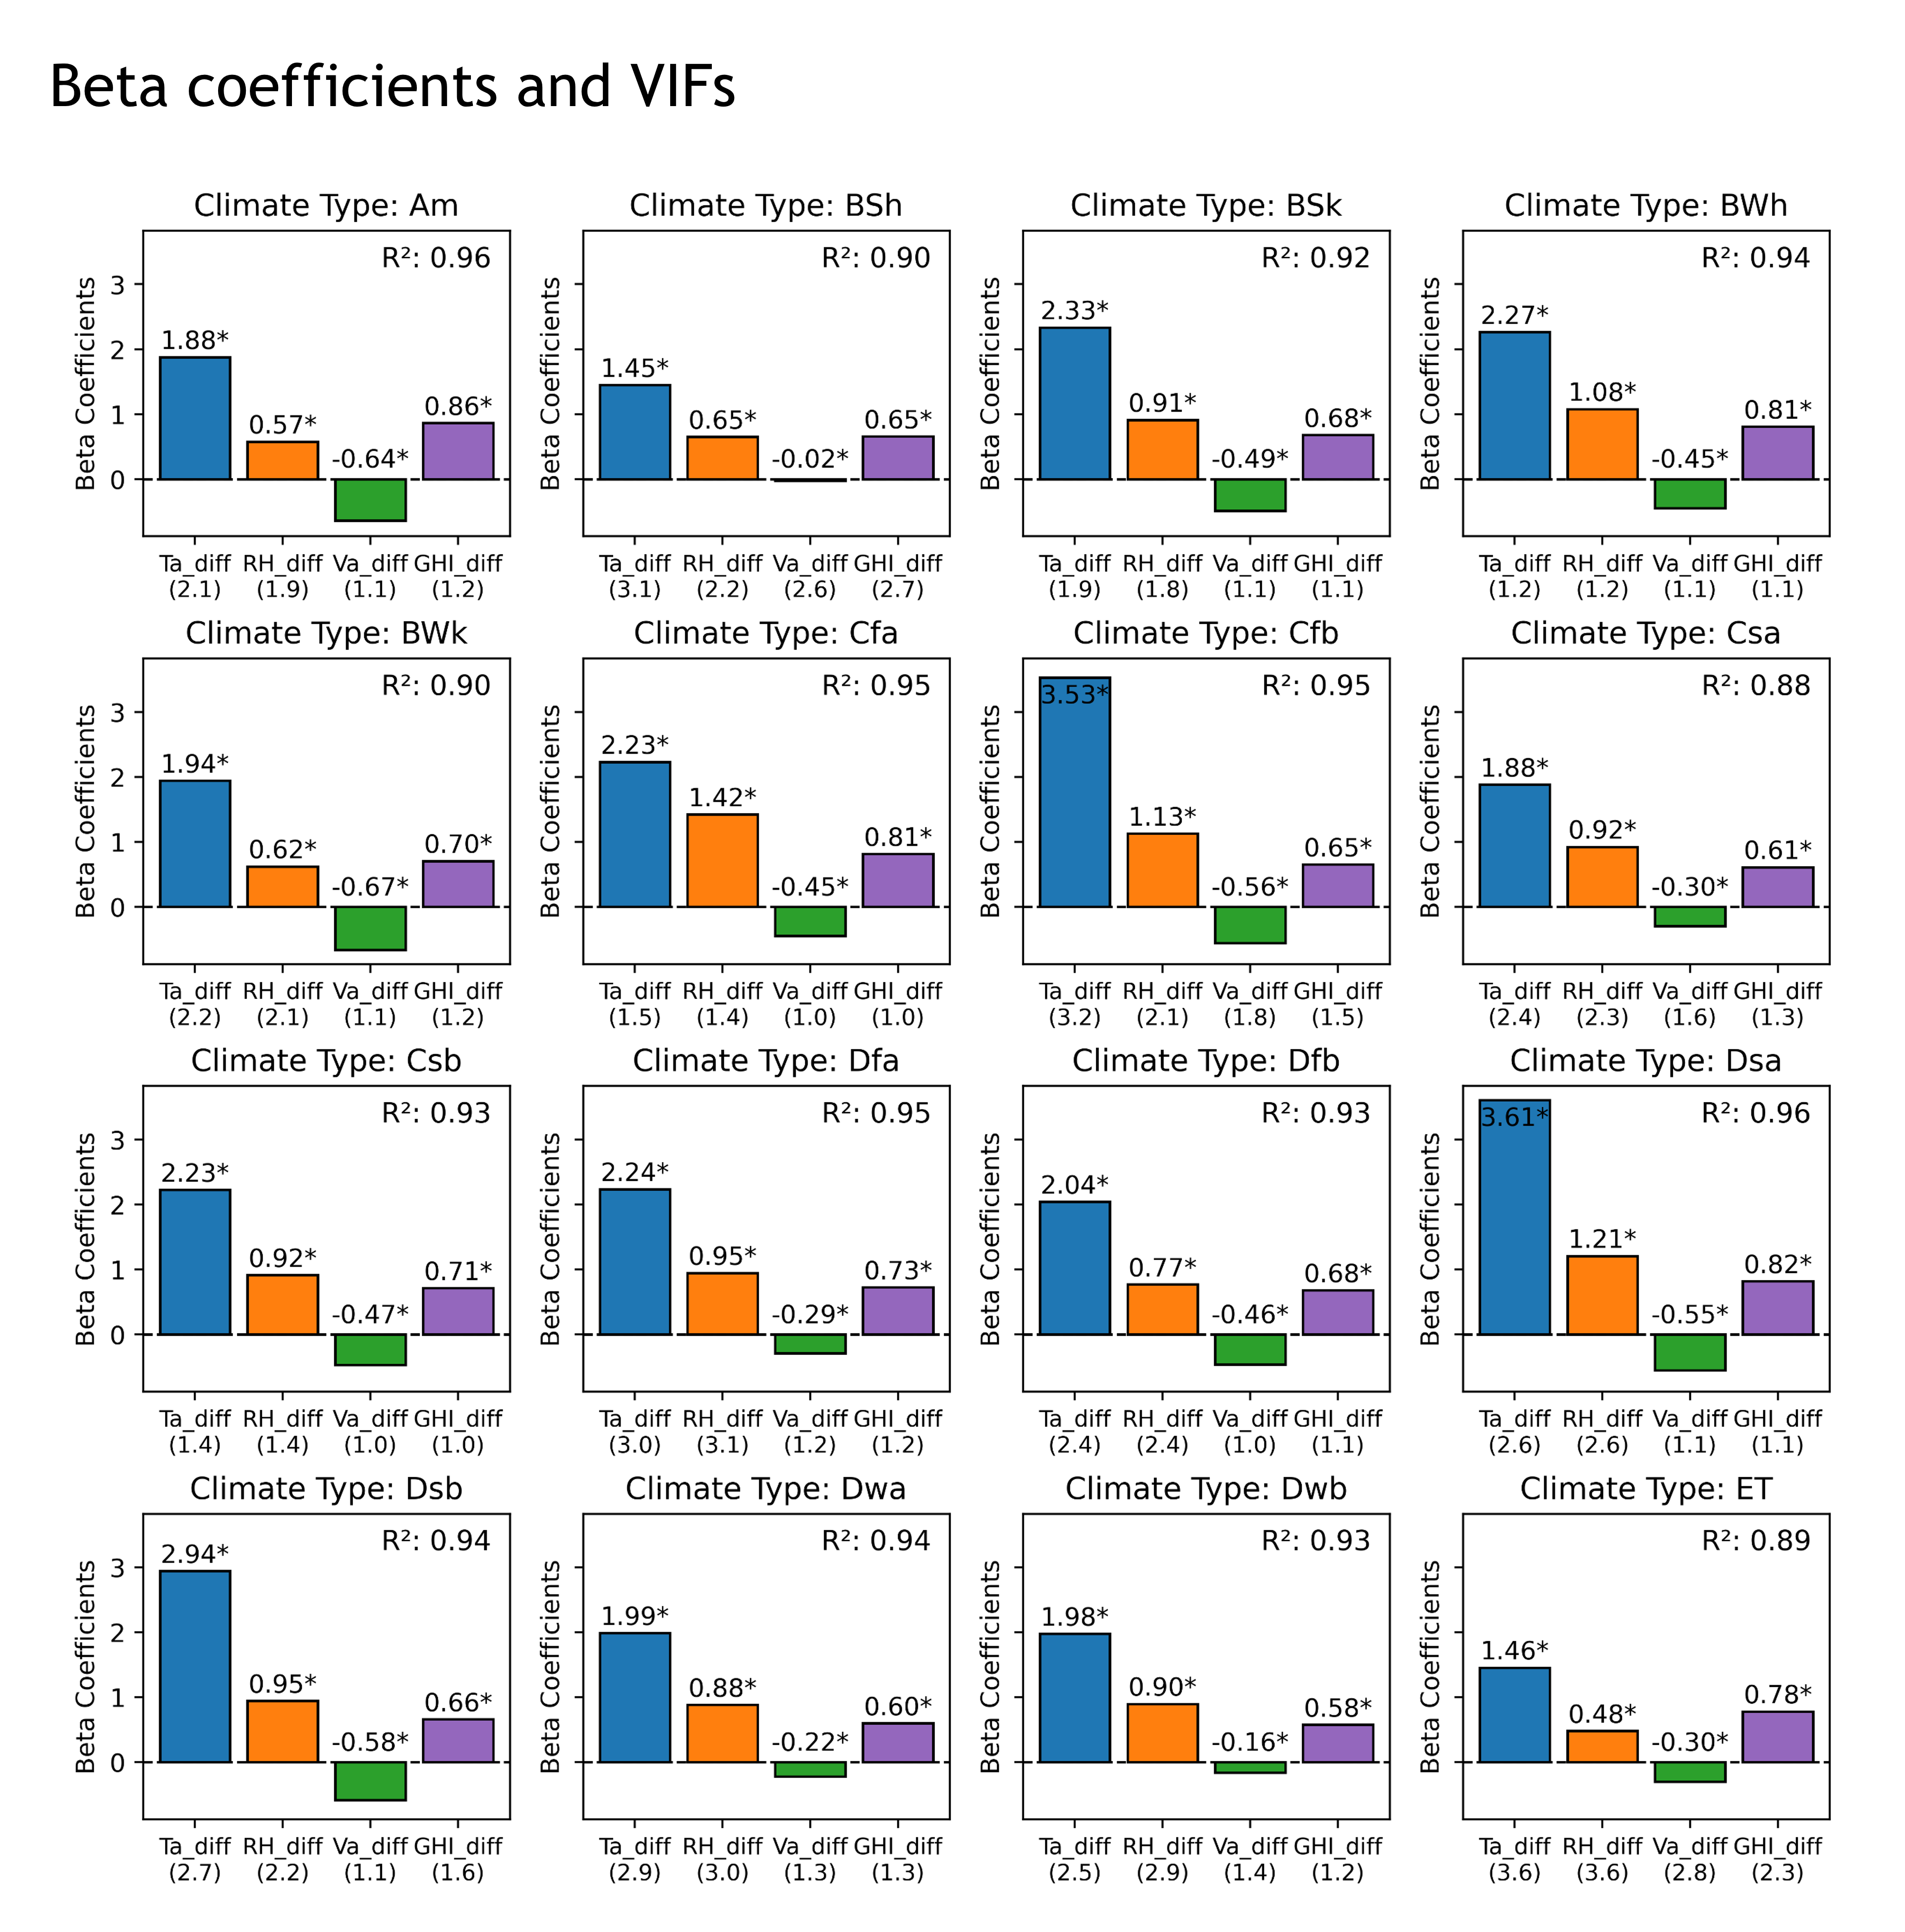 Beta coefficients and VIFs
Climate Type: Am
R²: 0.96
Beta Coefficients
3
2
1
0
1.88*
0.57*
-0.64*
0.86*
Ta_diff RH_diff Va_diff GHI_diff
(2.1) (1.9) (1.1) (1.2)
Climate Type: BSh
R²: 0.90
Beta Coefficients
1.45*
0.65*
-0.02*
0.65*
Ta_diff RH_diff Va_diff GHI_diff
(3.1) (2.2) (2.6) (2.7)
Climate Type: BSk
R²: 0.92
Beta Coefficients
2.33*
0.91*
-0.49*
0.68*
Ta_diff RH_diff Va_diff GHI_diff
(1.9) (1.8) (1.1) (1.1)
Climate Type: BWh
R²: 0.94
Beta Coefficients
2.27*
1.08*
-0.45*
0.81*
Ta_diff RH_diff Va_diff GHI_diff
(1.2) (1.2) (1.1) (1.1)
Climate Type: BWk
R²: 0.90
Beta Coefficients
3
2
1
0
1.94*
0.62*
-0.67*
0.70*
Ta_diff RH_diff Va_diff GHI_diff
(2.2) (2.1) (1.1) (1.2)
Climate Type: Cfa
R²: 0.95
Beta Coefficients
2.23*
1.42*
-0.45*
0.81*
Ta_diff RH_diff Va_diff GHI_diff
(1.5) (1.4) (1.0) (1.0)
Climate Type: Cfb
R²: 0.95
Beta Coefficients
3.53*
1.13*
-0.56*
0.65*
Ta_diff RH_diff Va_diff GHI_diff
(3.2) (2.1) (1.8) (1.5)
Climate Type: Csa
R²: 0.88
Beta Coefficients
1.88*
0.92*
-0.30*
0.61*
Ta_diff RH_diff Va_diff GHI_diff
(2.4) (2.3) (1.6) (1.3)
Climate Type: Csb
R²: 0.93
Beta Coefficients
3
2
1
0
2.23*
0.92*
-0.47*
0.71*
Ta_diff RH_diff Va_diff GHI_diff
(1.4) (1.4) (1.0) (1.0)
Climate Type: Dfa
R²: 0.95
Beta Coefficients
2.24*
0.95*
-0.29*
0.73*
Ta_diff RH_diff Va_diff GHI_diff
(3.0) (3.1) (1.2) (1.2)
Climate Type: Dfb
R²: 0.93
Beta Coefficients
2.04*
0.77*
-0.46*
0.68*
Ta_diff RH_diff Va_diff GHI_diff
(2.4) (2.4) (1.0) (1.1)
Climate Type: Dsa
R²: 0.96
Beta Coefficients
3.61*
1.21*
-0.55*
0.82*
Ta_diff RH_diff Va_diff GHI_diff
(2.6) (2.6) (1.1) (1.1)
Climate Type: Dsb
R²: 0.94
Beta Coefficients
3
2
1
0
2.94*
0.95*
-0.58*
0.66*
Ta_diff RH_diff Va_diff GHI_diff
(2.7) (2.2) (1.1) (1.6)
Climate Type: Dwa
R²: 0.94
Beta Coefficients
1.99*
0.88*
-0.22*
0.60*
Ta_diff RH_diff Va_diff GHI_diff
(2.9) (3.0) (1.3) (1.3)
Climate Type: Dwb
R²: 0.93
Beta Coefficients
1.98*
0.90*
-0.16*
0.58*
Ta_diff RH_diff Va_diff GHI_diff
(2.5) (2.9) (1.4) (1.2)
Climate Type: ET
R²: 0.89
Beta Coefficients
1.46*
0.48*
-0.30*
0.78*
Ta_diff RH_diff Va_diff GHI_diff
(3.6) (3.6) (2.8) (2.3)